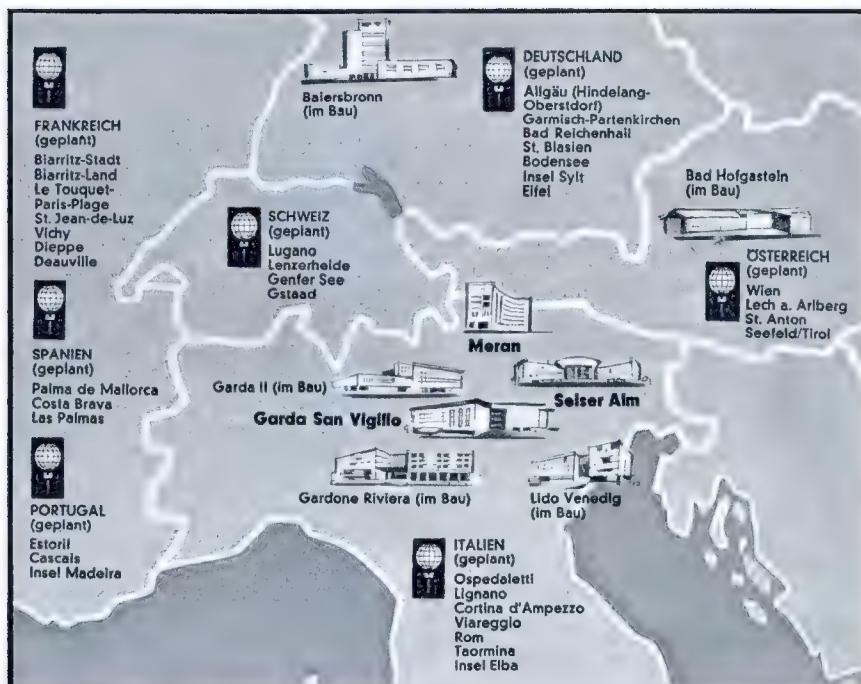 FRANKREICH
(geplant)
Biarritz-Stadt
Biarritz-Land
Le Touquet-
Paris-Plage
St. Jean-de-Luz
Vichy
Dieppe
Deauville
SPANIEN
(geplant)
Palma de Mallorca
Costa Brava
Las Palmas
PORTUGAL
(geplant)
Estoril
Cascais
Insel Madeira
Baiersbronn
(im Bau)
SCHWEIZ
(geplant)
Lugano
Lenzerheide
Genfer See
Gstaad
DEUTSCHLAND
(geplant)
Allgäu (Hindelang-
Oberstdorf)
Garmisch-Partenkirchen
Bad Reichenhall
St. Blasien
Bodensee
Insel Sylt
Eifel
Bad Hofgastein
(im Bau)
ÖSTERREICH
(geplant)
Wien
Lech a. Arlberg
St. Anton
Seefeld/Tirol
Meran
Garda II (im Bau)
Seiser Alm
Garda San Vigilio
Gardone Riviera (im Bau)
Lido Venedig
(im Bau)
ITALIEN
(geplant)
Ospedaletti
Lignano
Cortina d'Ampezzo
Viareggio
Rom
Taormina
Insel Elba